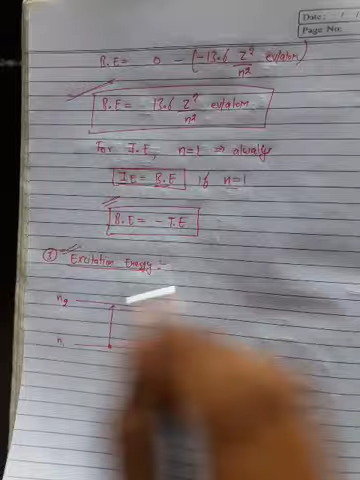 Date: / /
Page No:
B.E = 0 - (-13.6 Z²/n² ev/atom)
B.E = 13.6 Z²/n² ev/atom
For I.E, n=1 ⇒ always
IE = B.E if n=1
B.E = - T.E
① Excitation Energy :-
n₂
n₁